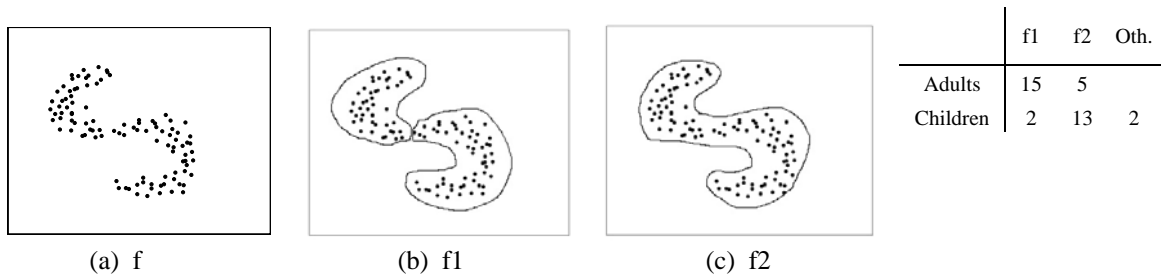 f1 f2 Oth.
Adults 15 5
Children 2 13 2
(a) f
(b) f1
(c) f2